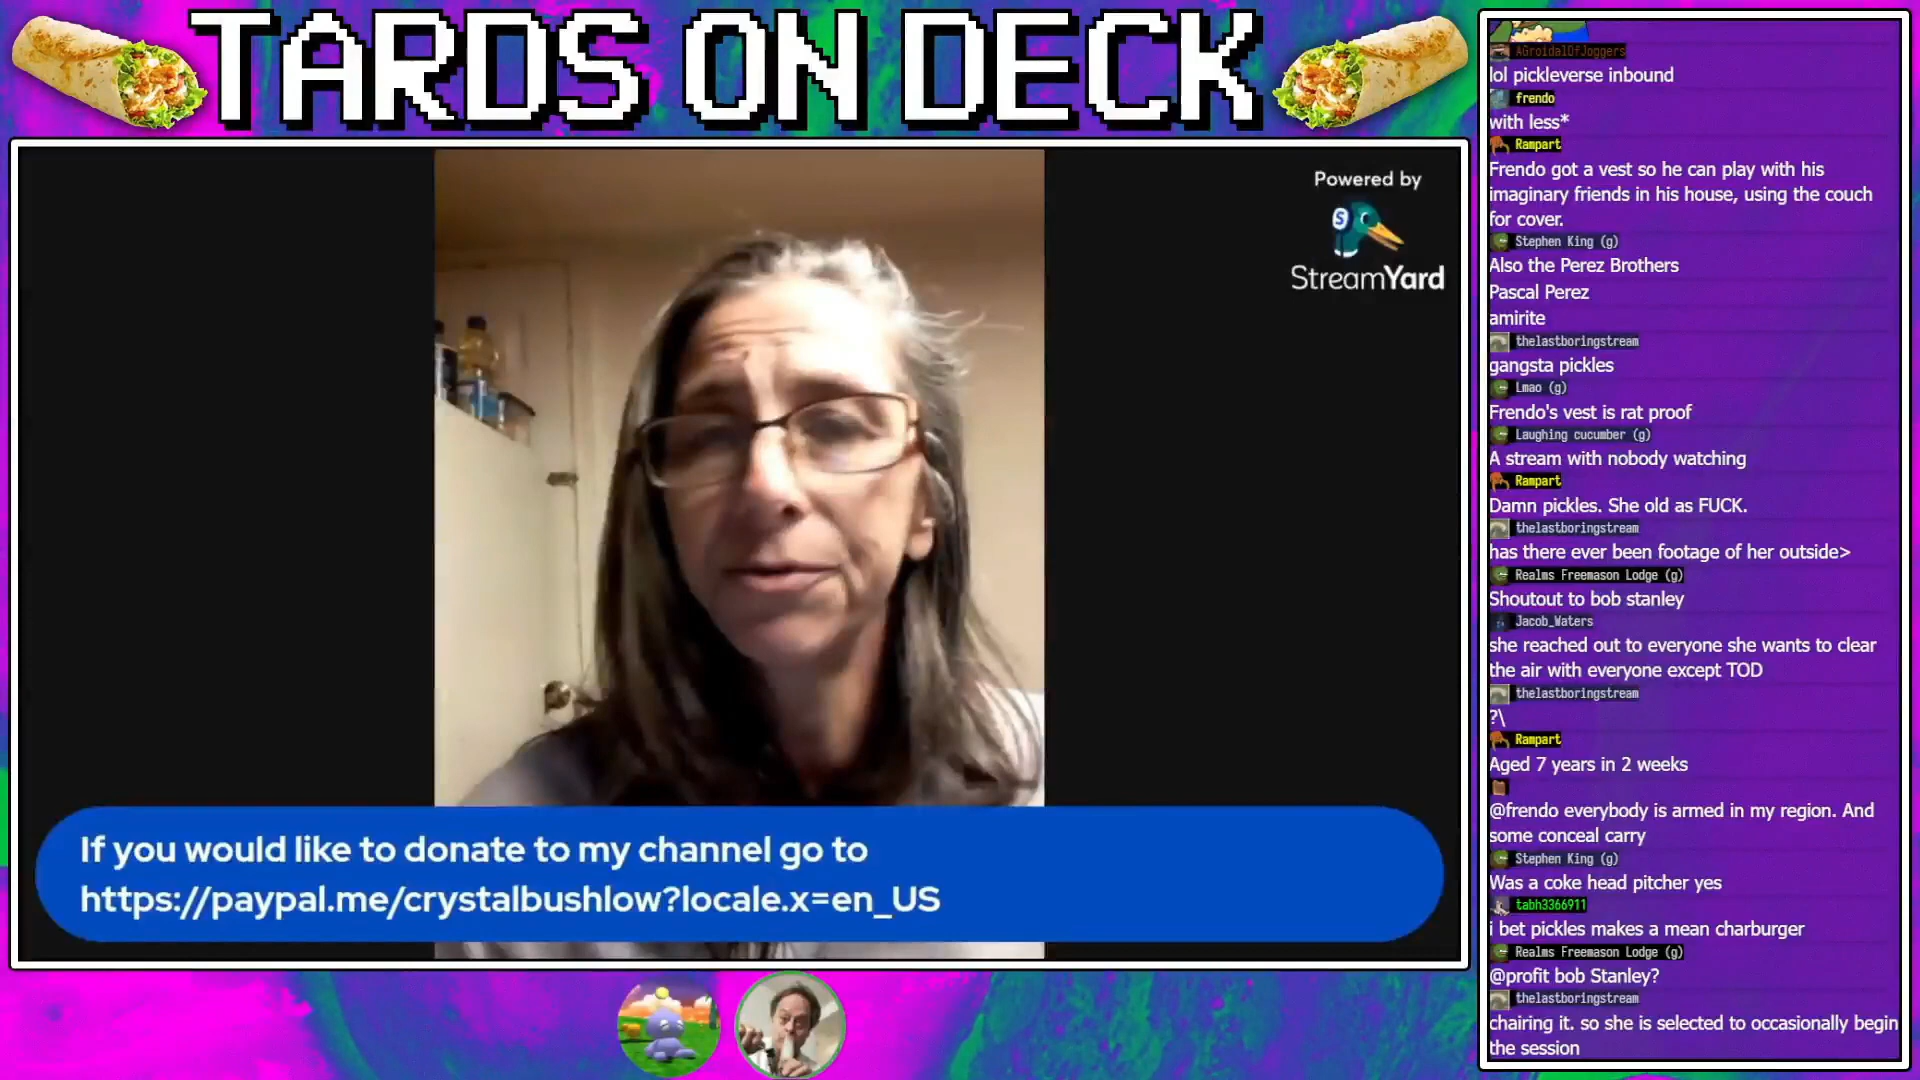 TARDS ON DECK
Powered by
StreamYard
If you would like to donate to my channel go to
https://paypal.me/crystalbushlow?locale.x=en_US
AGroidalOfJoggers
lol pickleverse inbound
frendo
with less*
Rampart
Frendo got a vest so he can play with his
imaginary friends in his house, using the couch
for cover.
Stephen King (g)
Also the Perez Brothers
Pascal Perez
amirite
thelastboringstream
gangsta pickles
Lmao (g)
Frendo's vest is rat proof
Laughing cucumber (g)
A stream with nobody watching
Rampart
Damn pickles. She old as FUCK.
thelastboringstream
has there ever been footage of her outside>
Realms Freemason Lodge (g)
Shoutout to bob stanley
Jacob_Waters
she reached out to everyone she wants to clear
the air with everyone except TOD
thelastboringstream
?\
Rampart
Aged 7 years in 2 weeks
@frendo everybody is armed in my region. And
some conceal carry
Stephen King (g)
Was a coke head pitcher yes
tabh3366911
i bet pickles makes a mean charburger
Realms Freemason Lodge (g)
@profit bob Stanley?
thelastboringstream
chairing it. so she is selected to occasionally begin
the session